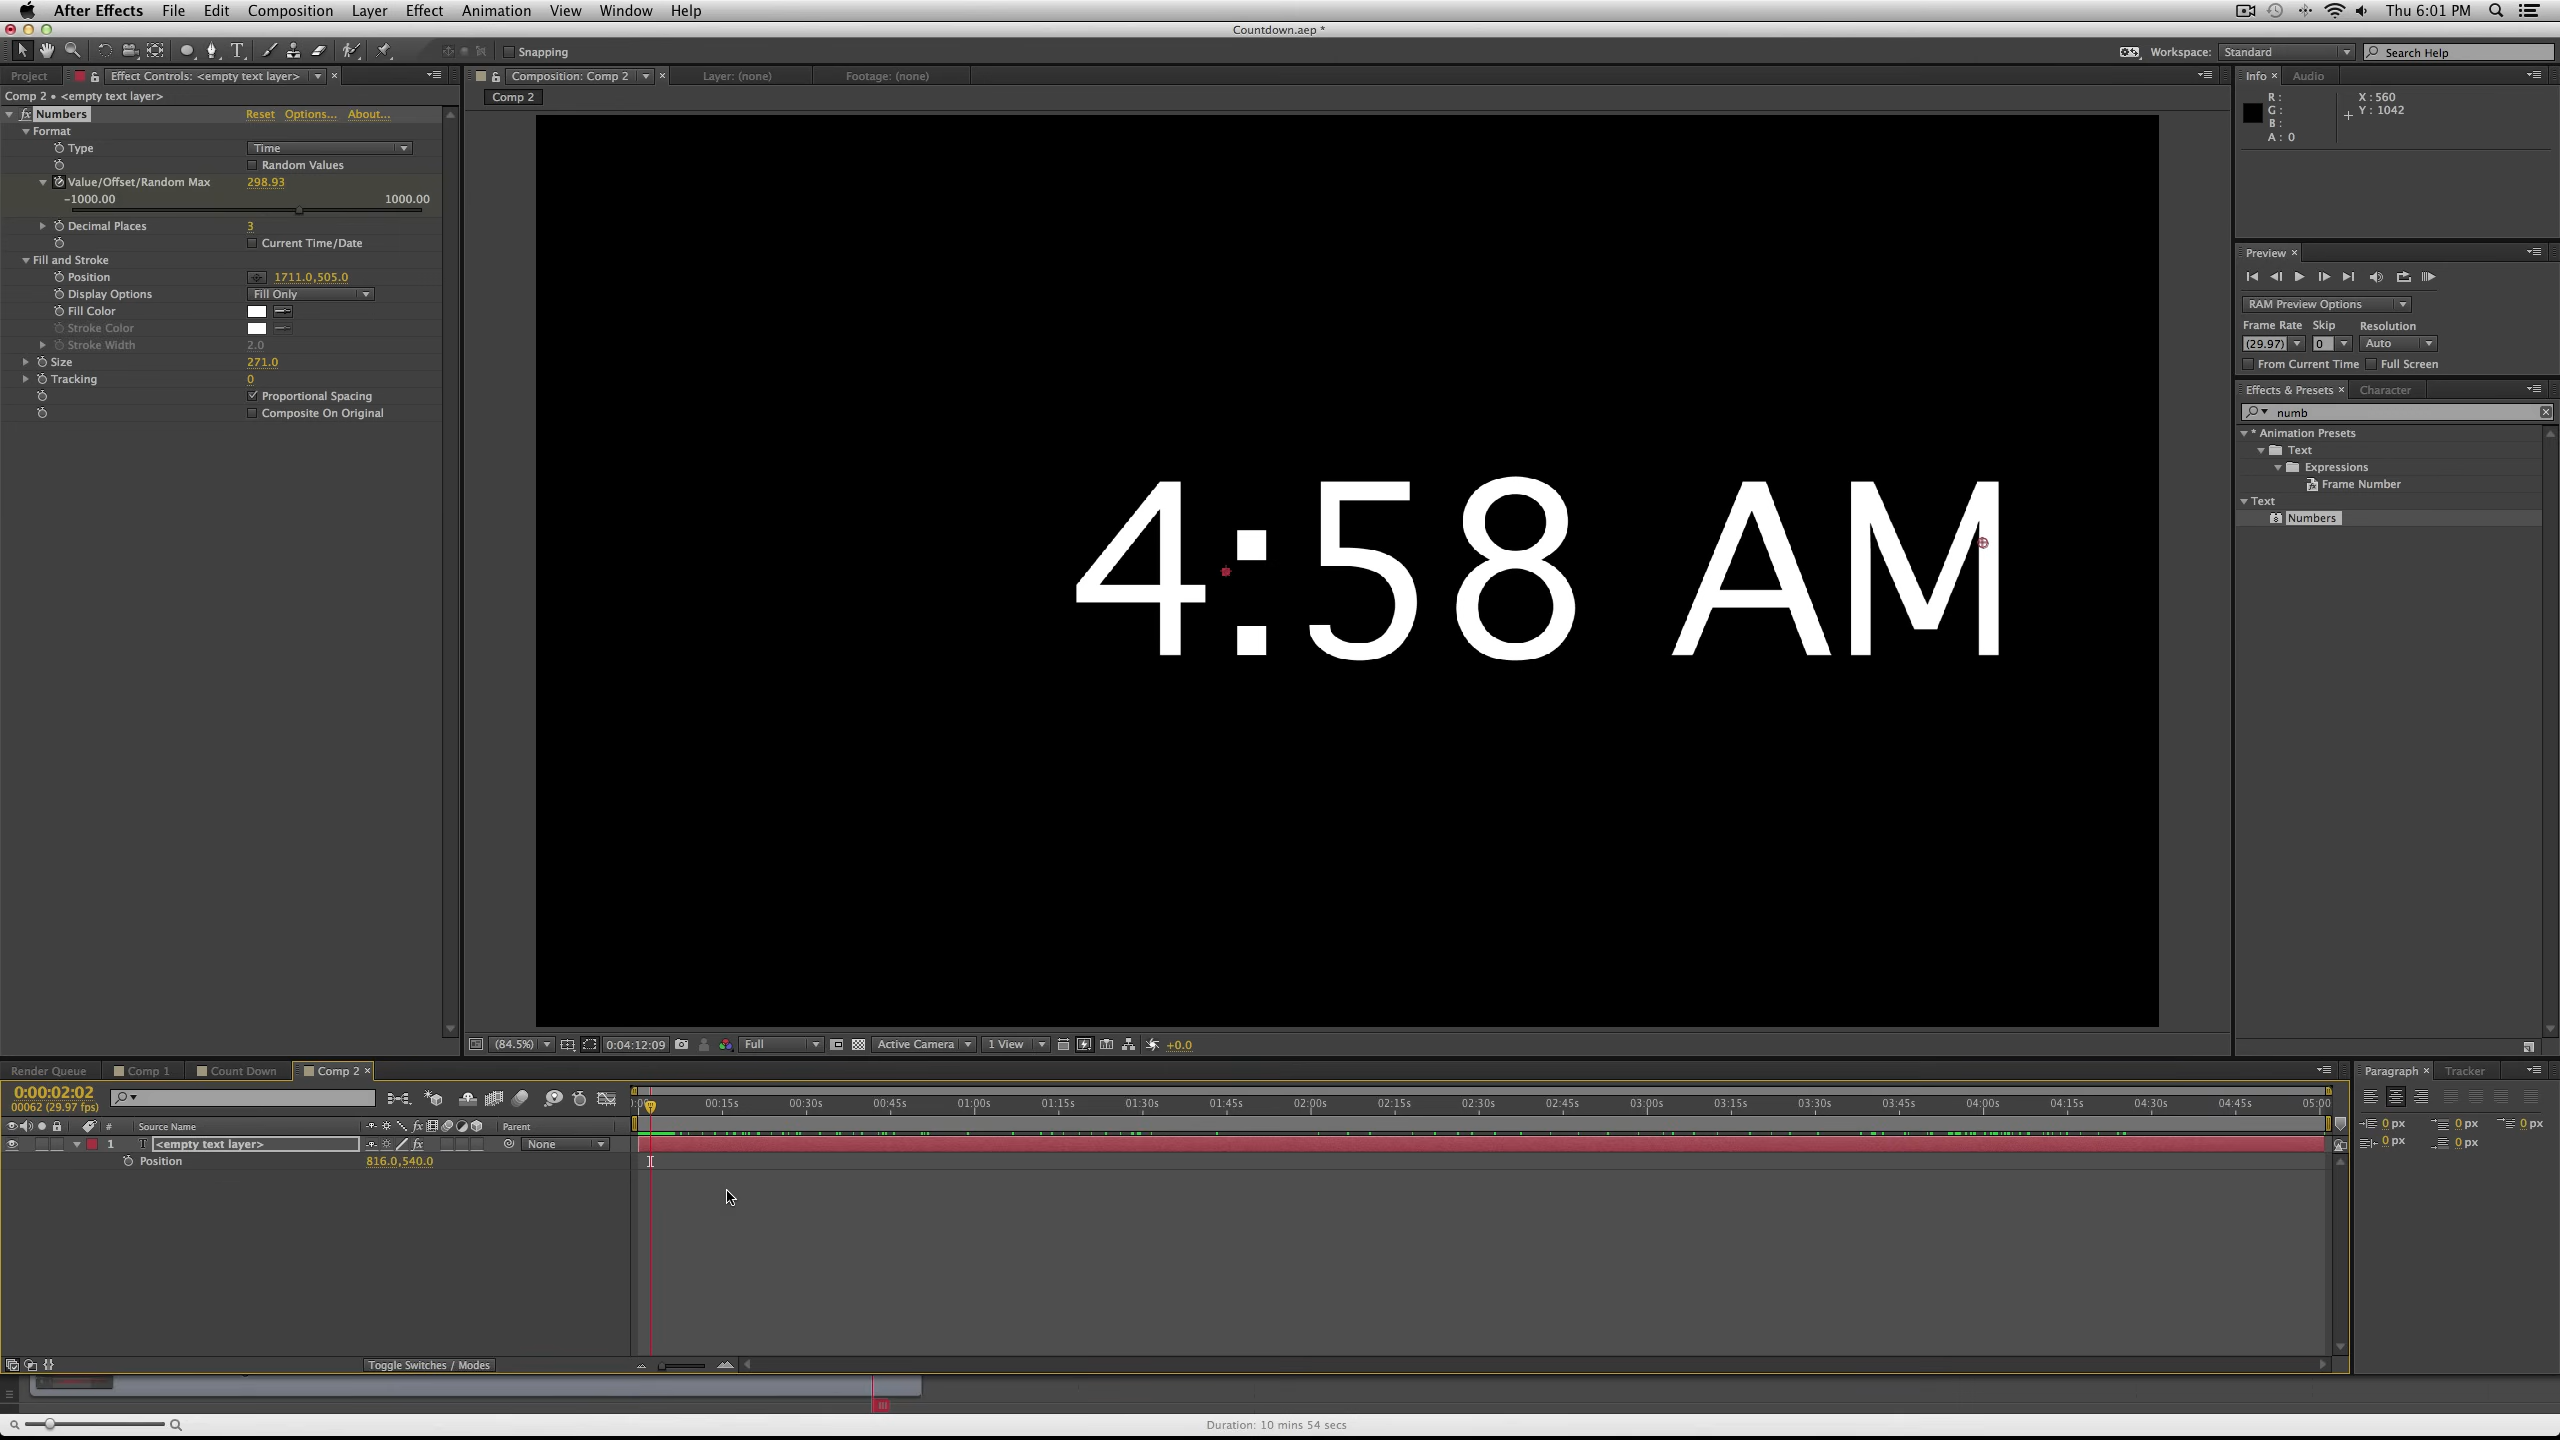 After Effects File Edit Composition Layer Effect Animation View Window Help Thu 6:01 PM
Countdown.aep *
Snapping Workspace: Standard Search Help
Project Effect Controls: <empty text layer> × Composition: Comp 2 × Layer: (none) Footage: (none) Info × Audio
Comp 2 • <empty text layer>
Comp 2
Numbers Reset Options... About...
Format
Type Time
Random Values
Value/Offset/Random Max 298.93
-1000.00 1000.00
Decimal Places 3
Current Time/Date
Fill and Stroke
Position 1711.0,505.0
Display Options Fill Only
Fill Color
Stroke Color
Stroke Width 2.0
Size 271.0
Tracking 0
Proportional Spacing
Composite On Original
4:58 AM
R : X : 560
G : Y : 1042
B :
A : 0
Preview ×
RAM Preview Options
Frame Rate Skip Resolution
(29.97) 0 Auto
From Current Time Full Screen
Effects & Presets × Character
numb
* Animation Presets
Text
Expressions
Frame Number
Text
Numbers
(84.5%) 0:04:12:09 Full Active Camera 1 View +0.0
Render Queue Comp 1 Count Down Comp 2 × Paragraph × Tracker
0:00:02:02
00062 (29.97 fps)
00:15s 00:30s 00:45s 01:00s 01:15s 01:30s 01:45s 02:00s 02:15s 02:30s 02:45s 03:00s 03:15s 03:30s 03:45s 04:00s 04:15s 04:30s 04:45s 05:00
# Source Name Parent
1 T <empty text layer> fx None
Position 816.0,540.0
0 px 0 px 0 px
0 px 0 px
Toggle Switches / Modes
Duration: 10 mins 54 secs